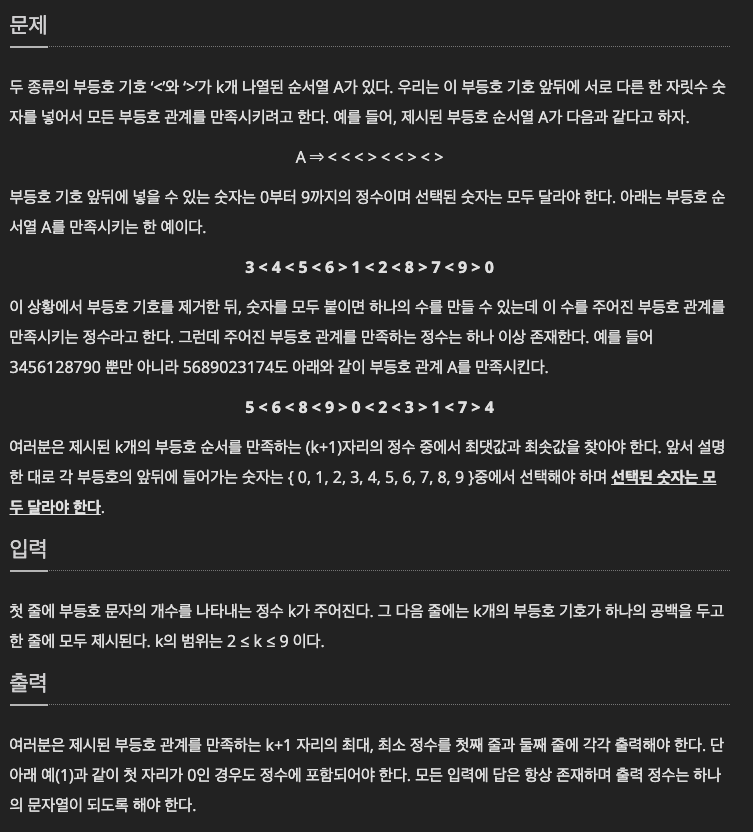 문제
두 종류의 부등호 기호 ‘<’와 ‘>’가 k개 나열된 순서열 A가 있다. 우리는 이 부등호 기호 앞뒤에 서로 다른 한 자릿수 숫
자를 넣어서 모든 부등호 관계를 만족시키려고 한다. 예를 들어, 제시된 부등호 순서열 A가 다음과 같다고 하자.
A ⇒ < < < > < < > < >
부등호 기호 앞뒤에 넣을 수 있는 숫자는 0부터 9까지의 정수이며 선택된 숫자는 모두 달라야 한다. 아래는 부등호 순
서열 A를 만족시키는 한 예이다.
3 < 4 < 5 < 6 > 1 < 2 < 8 > 7 < 9 > 0
이 상황에서 부등호 기호를 제거한 뒤, 숫자를 모두 붙이면 하나의 수를 만들 수 있는데 이 수를 주어진 부등호 관계를
만족시키는 정수라고 한다. 그런데 주어진 부등호 관계를 만족하는 정수는 하나 이상 존재한다. 예를 들어
3456128790 뿐만 아니라 5689023174도 아래와 같이 부등호 관계 A를 만족시킨다.
5 < 6 < 8 < 9 > 0 < 2 < 3 > 1 < 7 > 4
여러분은 제시된 k개의 부등호 순서를 만족하는 (k+1)자리의 정수 중에서 최댓값과 최솟값을 찾아야 한다. 앞서 설명
한 대로 각 부등호의 앞뒤에 들어가는 숫자는 { 0, 1, 2, 3, 4, 5, 6, 7, 8, 9 }중에서 선택해야 하며 선택된 숫자는 모
두 달라야 한다.
입력
첫 줄에 부등호 문자의 개수를 나타내는 정수 k가 주어진다. 그 다음 줄에는 k개의 부등호 기호가 하나의 공백을 두고
한 줄에 모두 제시된다. k의 범위는 2 ≤ k ≤ 9 이다.
출력
여러분은 제시된 부등호 관계를 만족하는 k+1 자리의 최대, 최소 정수를 첫째 줄과 둘째 줄에 각각 출력해야 한다. 단
아래 예(1)과 같이 첫 자리가 0인 경우도 정수에 포함되어야 한다. 모든 입력에 답은 항상 존재하며 출력 정수는 하나
의 문자열이 되도록 해야 한다.